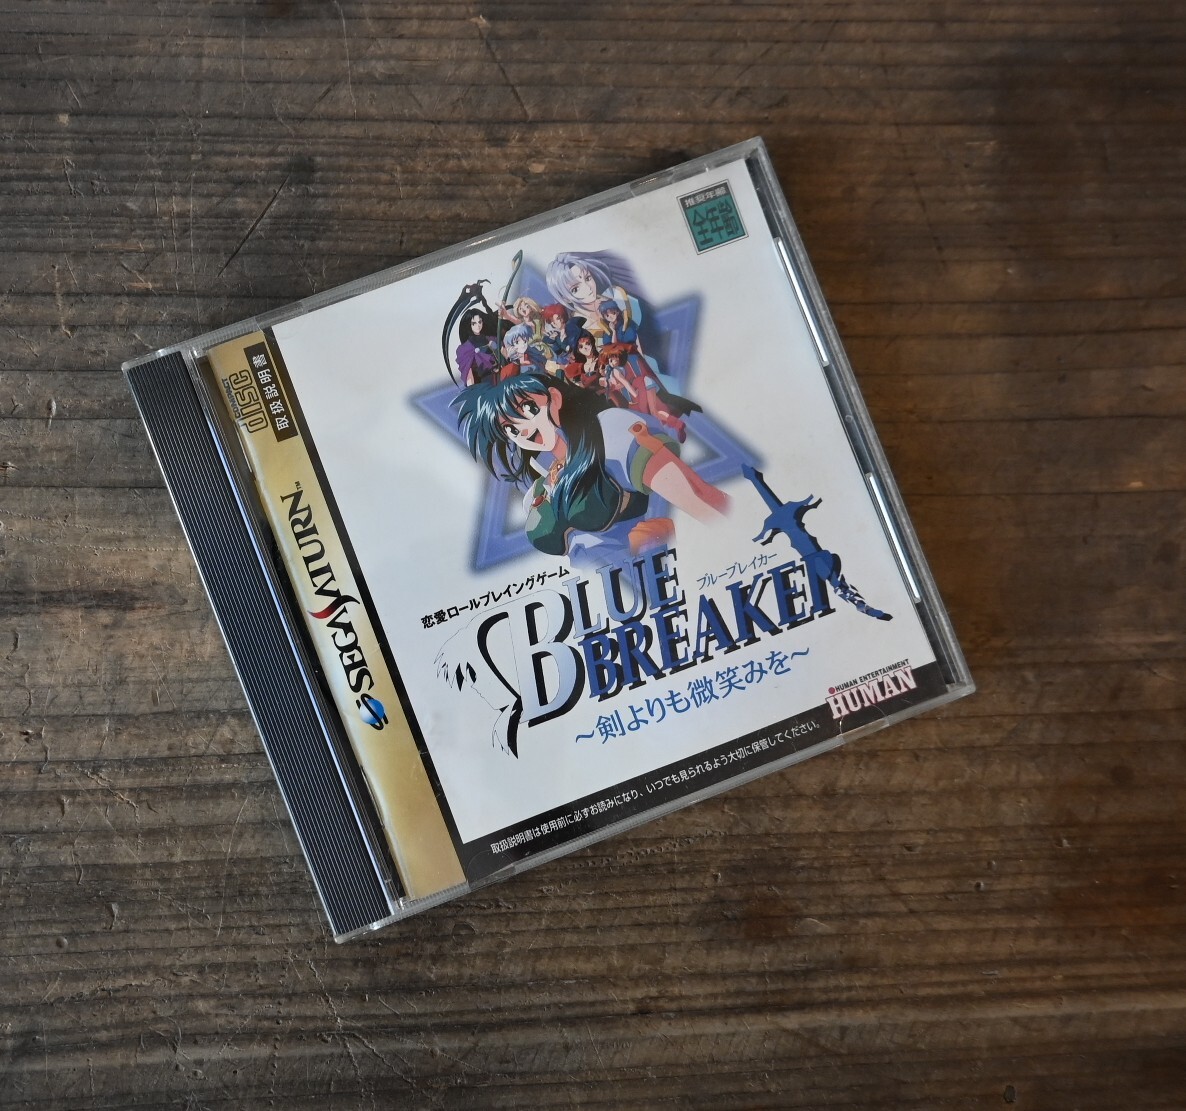 推奨年齢
全年齢
取扱説明書
COMPACT
DISC
SEGA SATURN™
恋愛ロールプレイングゲーム
BLUE
ブルーブレイカー
BREAKER
~剣よりも微笑みを~
HUMAN ENTERTAINMENT
HUMAN
取扱説明書は使用前に必ずお読みになり、いつでも見られるよう大切に保管してください。